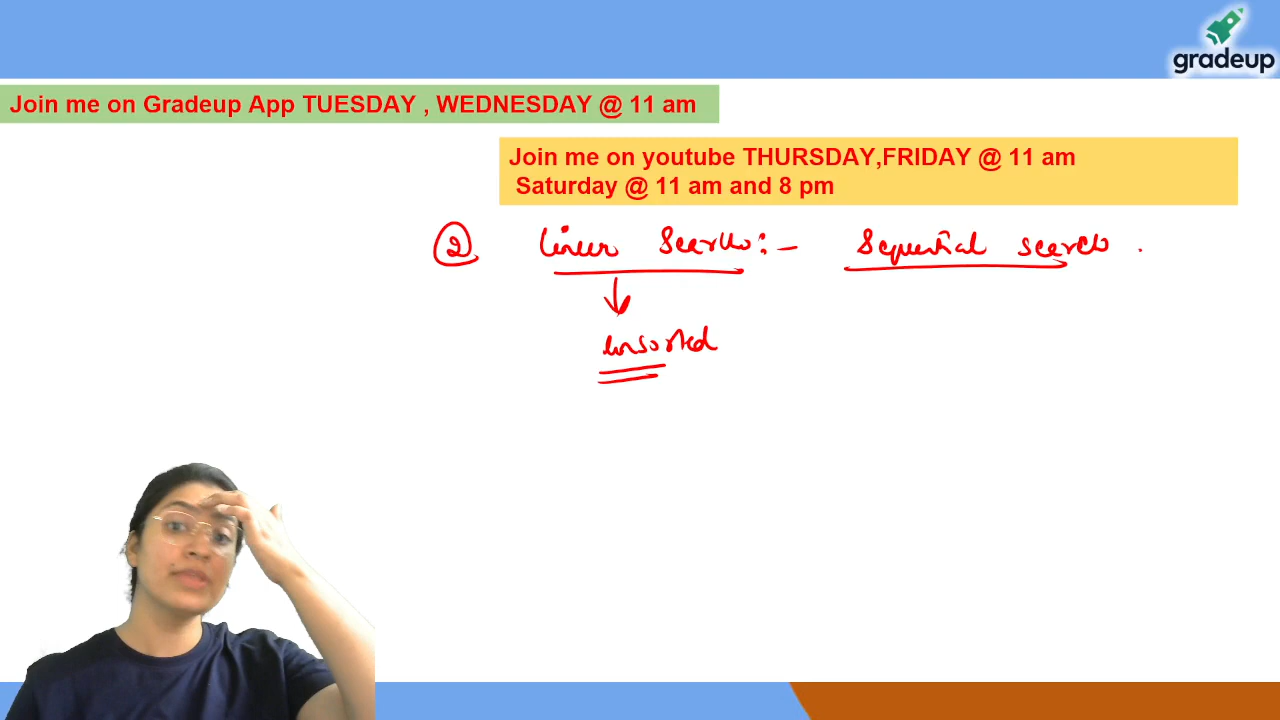 gradeup
Join me on Gradeup App TUESDAY , WEDNESDAY @ 11 am
Join me on youtube THURSDAY,FRIDAY @ 11 am
Saturday @ 11 am and 8 pm
② Linear Search:- Sequential search .
unsorted